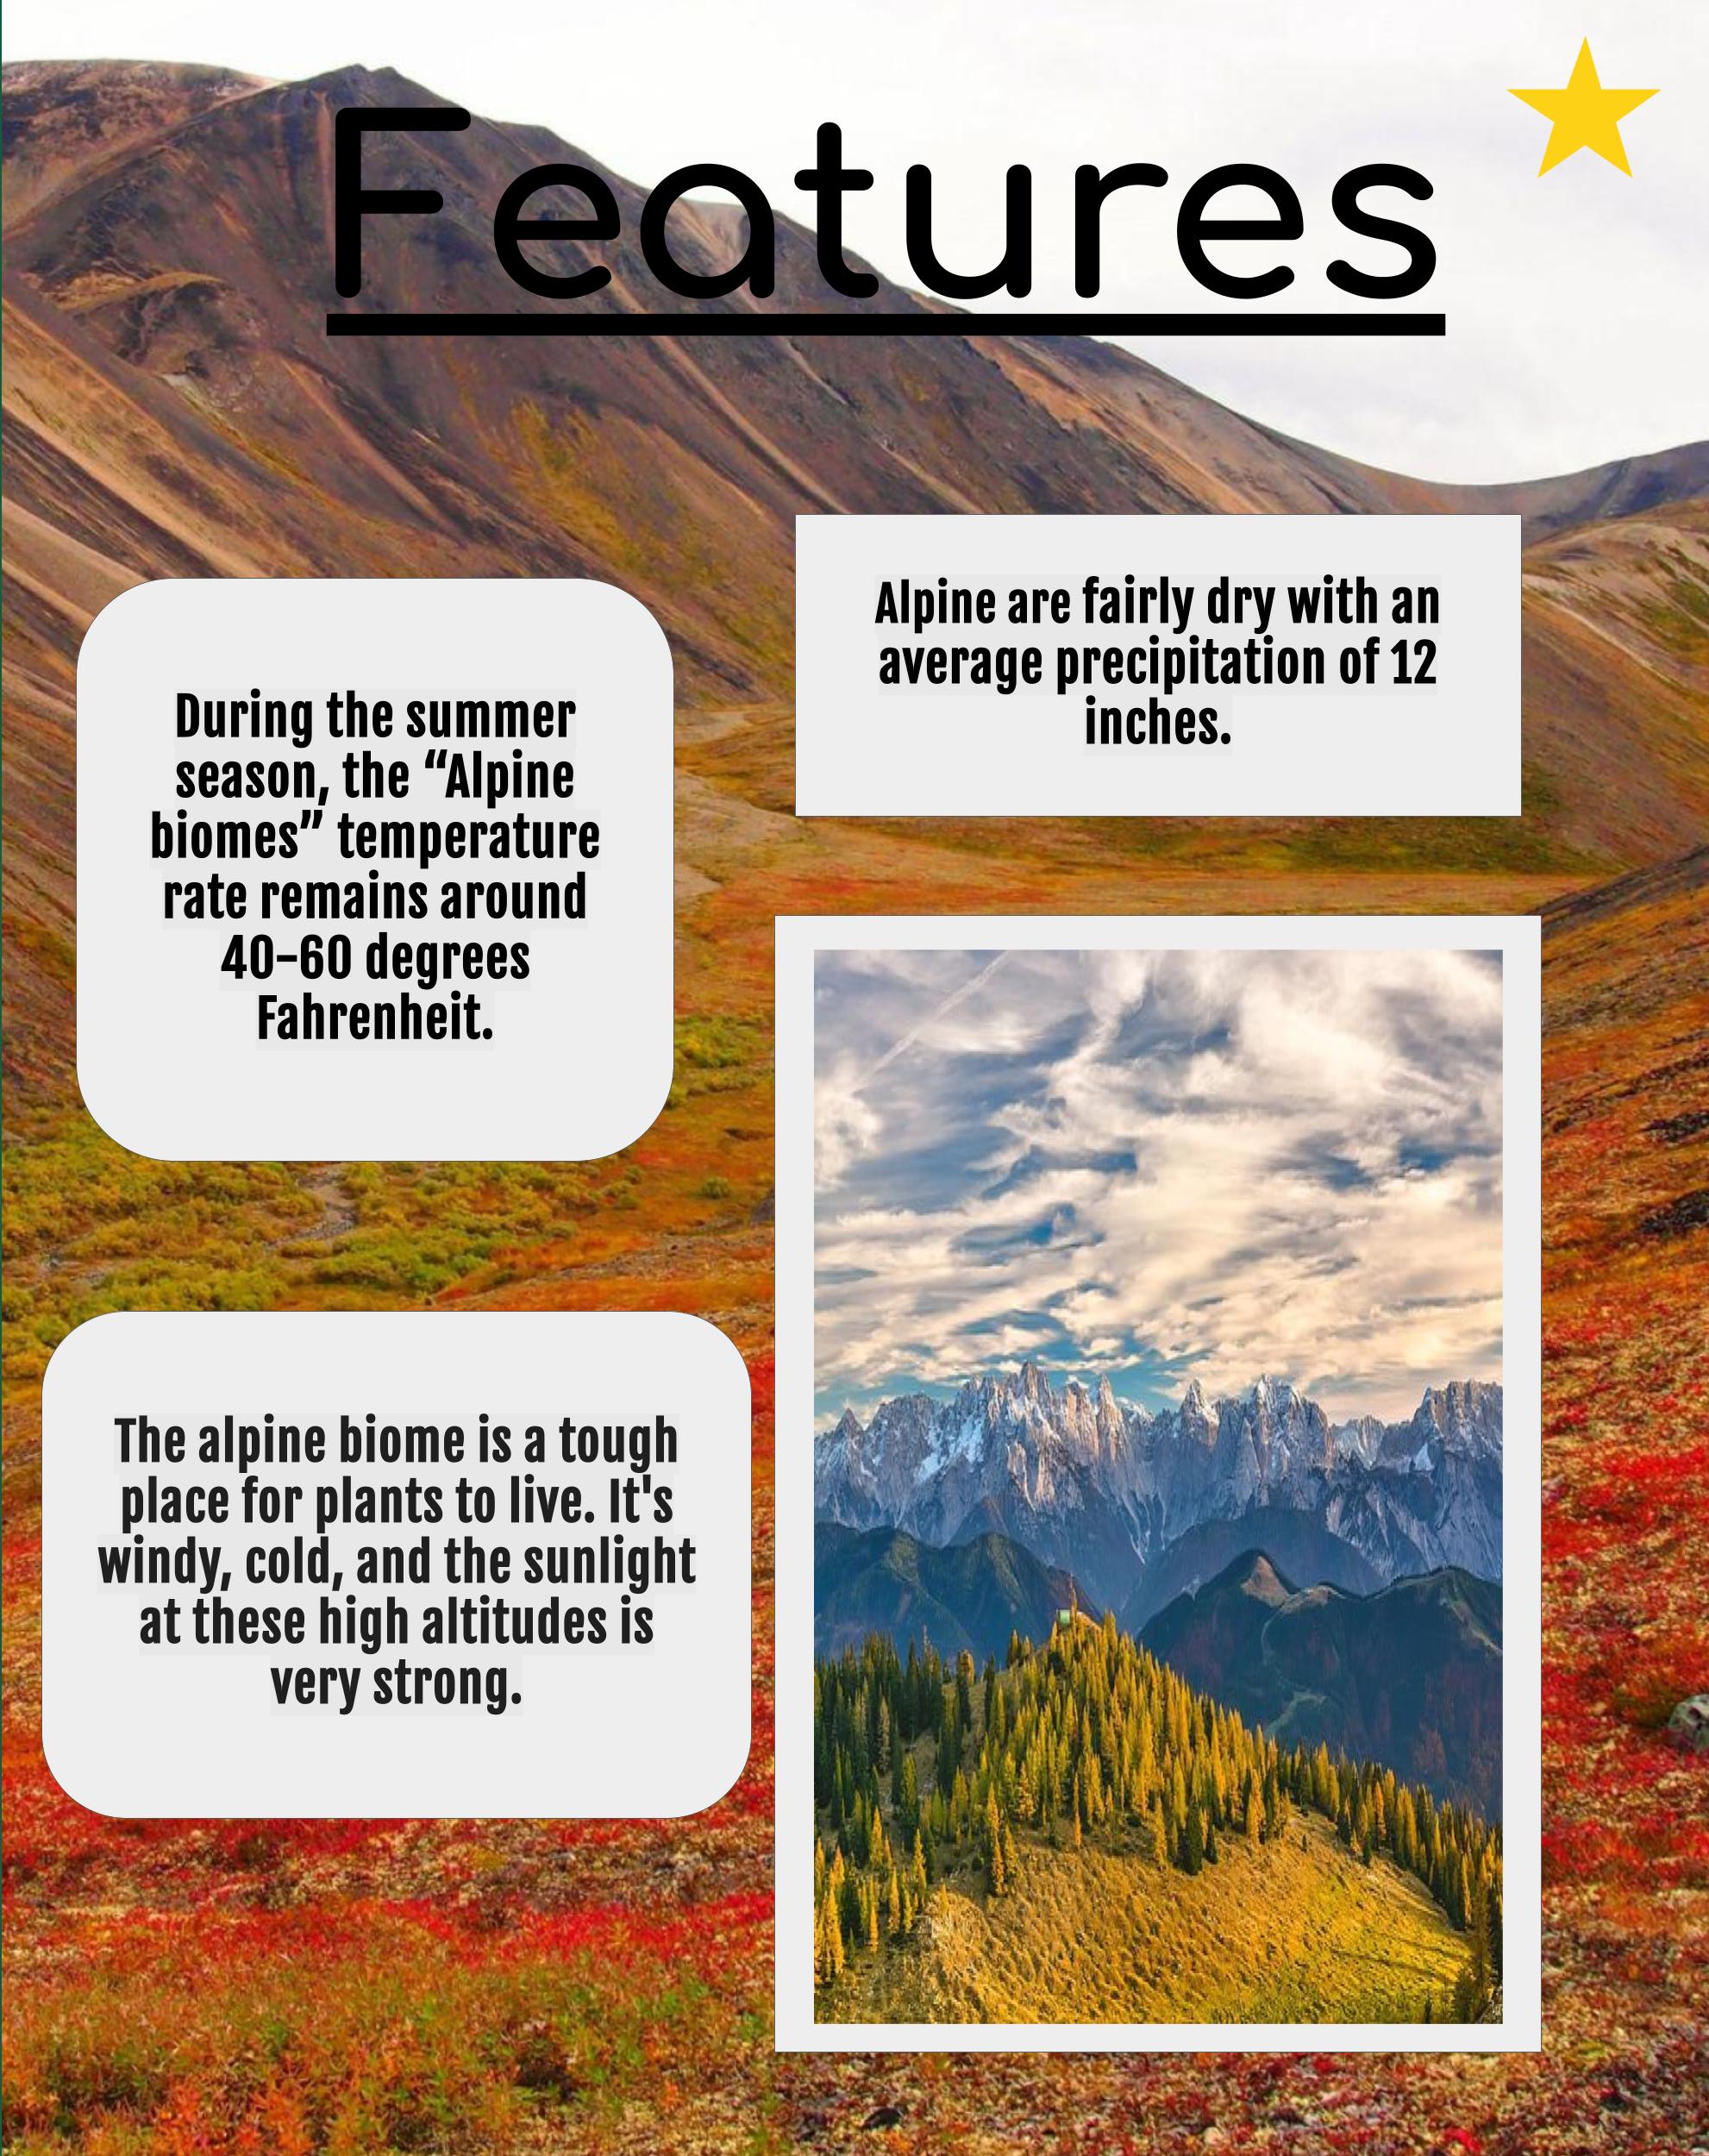 Features
Alpine are fairly dry with an
average precipitation of 12
inches.
During the summer
season, the “Alpine
biomes” temperature
rate remains around
40-60 degrees
Fahrenheit.
The alpine biome is a tough
place for plants to live. It's
windy, cold, and the sunlight
at these high altitudes is
very strong.